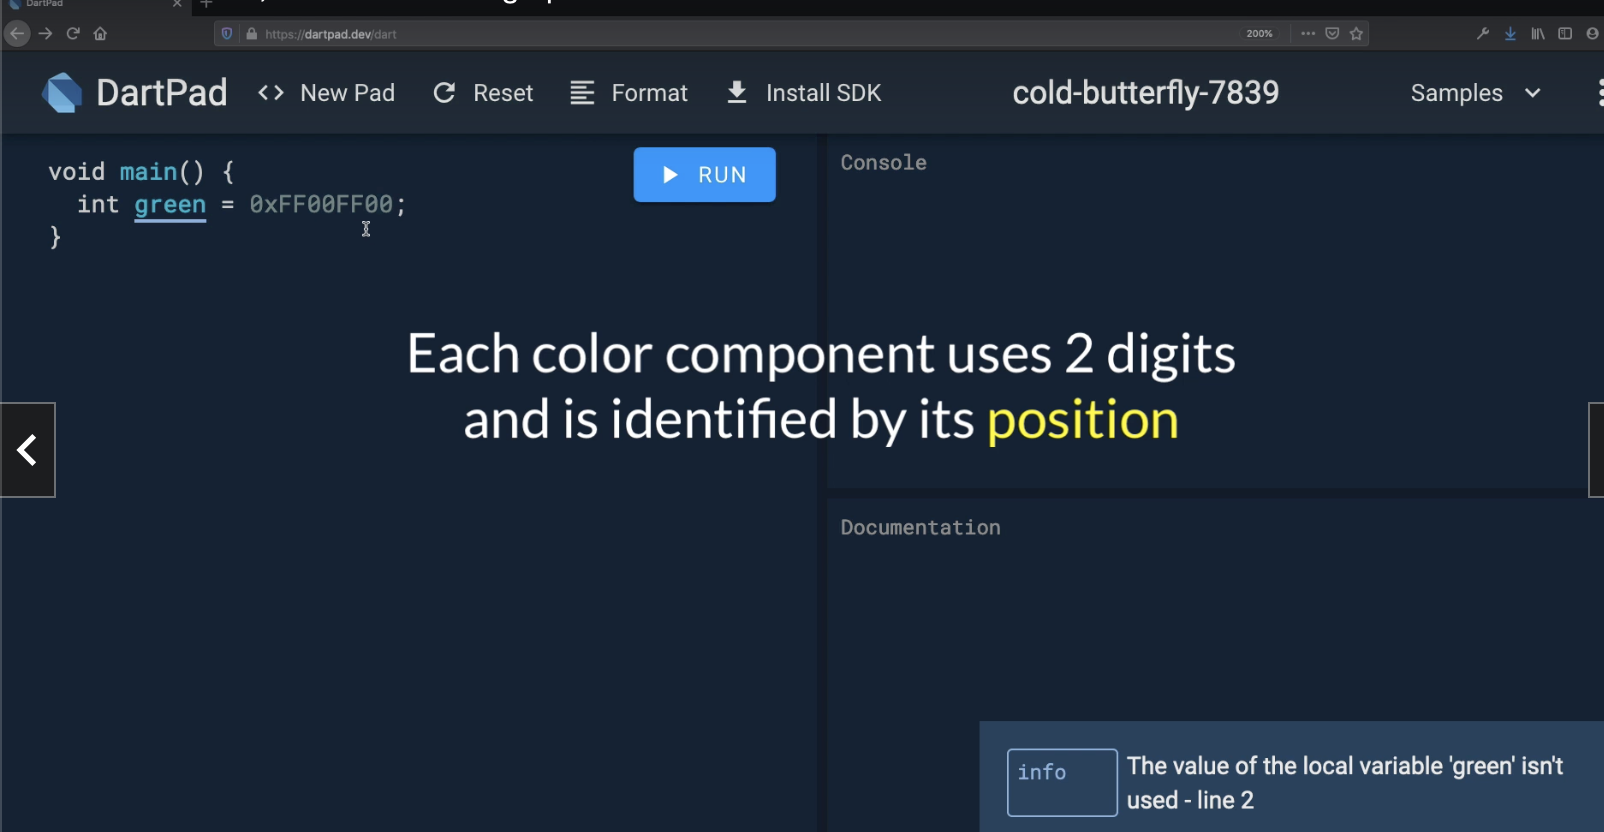 DartPad
https://dartpad.dev/dart
200%
DartPad
<> New Pad
Reset
Format
Install SDK
cold-butterfly-7839
Samples
void main() {
int green = 0xFF00FF00;
}
RUN
Console
Each color component uses 2 digits
and is identified by its position
Documentation
info
The value of the local variable 'green' isn't
used - line 2